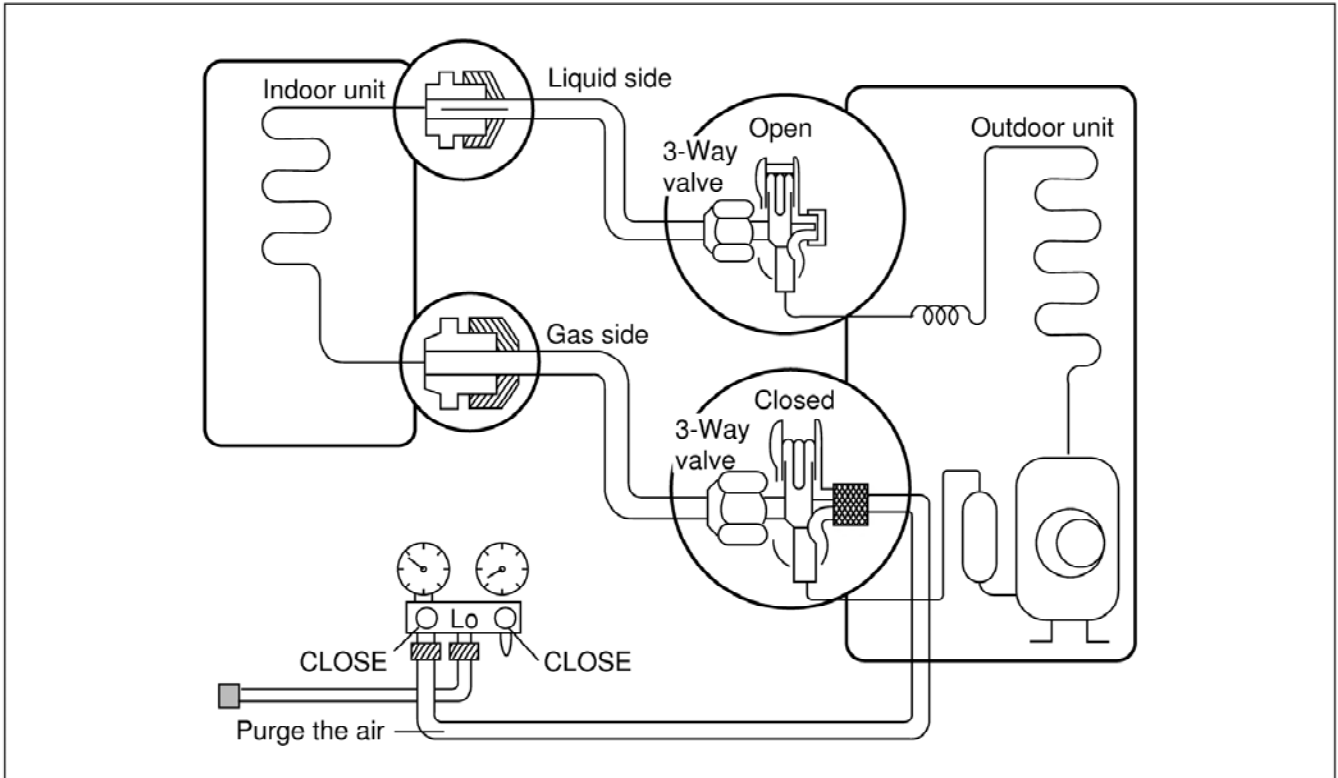 Indoor unit
Liquid side
Open
3-Way
valve
Outdoor unit
Gas side
Closed
3-Way
valve
Lo
CLOSE
CLOSE
Purge the air